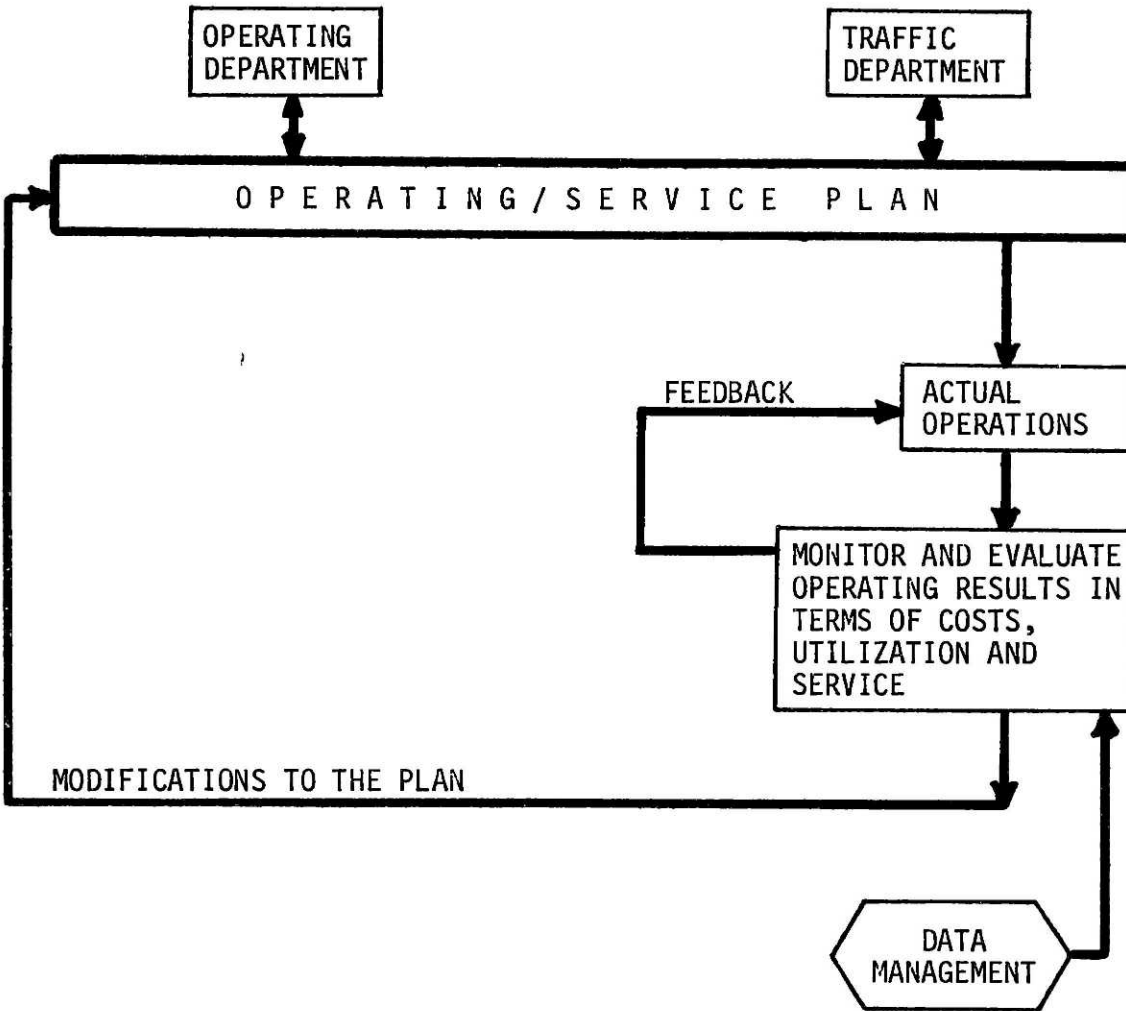 OPERATING
DEPARTMENT
TRAFFIC
DEPARTMENT
OPERATING/SERVICE PLAN
FEEDBACK
ACTUAL
OPERATIONS
MONITOR AND EVALUATE
OPERATING RESULTS IN
TERMS OF COSTS,
UTILIZATION AND
SERVICE
MODIFICATIONS TO THE PLAN
DATA
MANAGEMENT